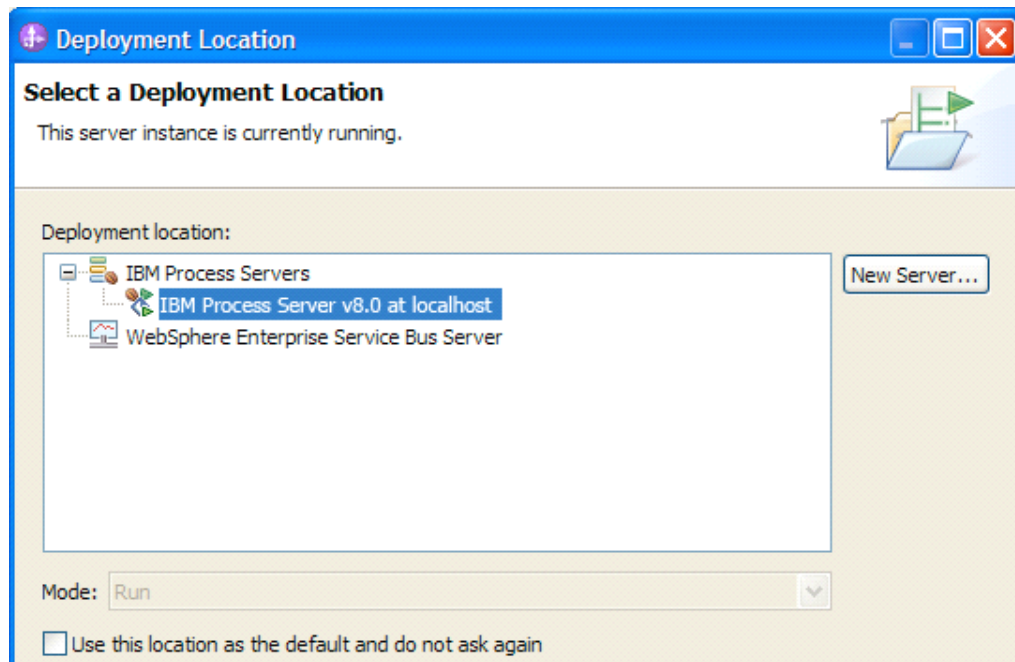 Deployment Location
Select a Deployment Location
This server instance is currently running.
Deployment location:
IBM Process Servers
New Server...
IBM Process Server v8.0 at localhost
WebSphere Enterprise Service Bus Server
Mode: Run
Use this location as the default and do not ask again